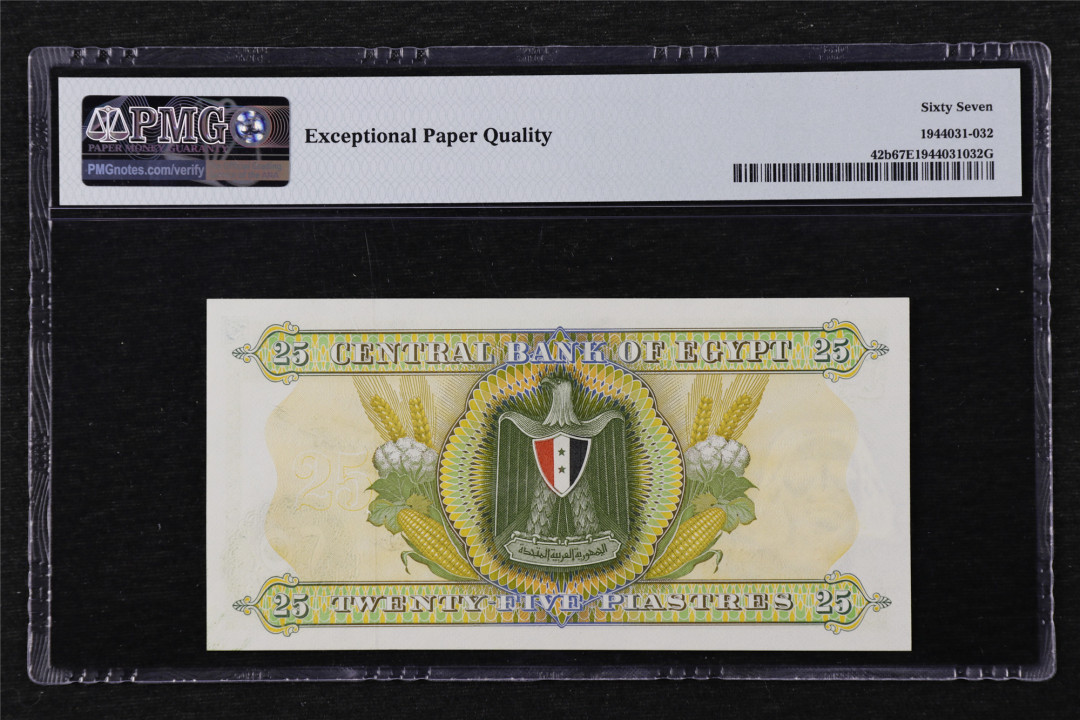 PMG
PAPER MONEY GUARANTY
PMGnotes.com/verify
Exceptional Paper Quality
Sixty Seven
1944031-032
42b67E1944031032G
25 CENTRAL BANK OF EGYPT 25
25
الجمهورية العربية المتحدة
25 TWENTY-FIVE PIASTRES 25